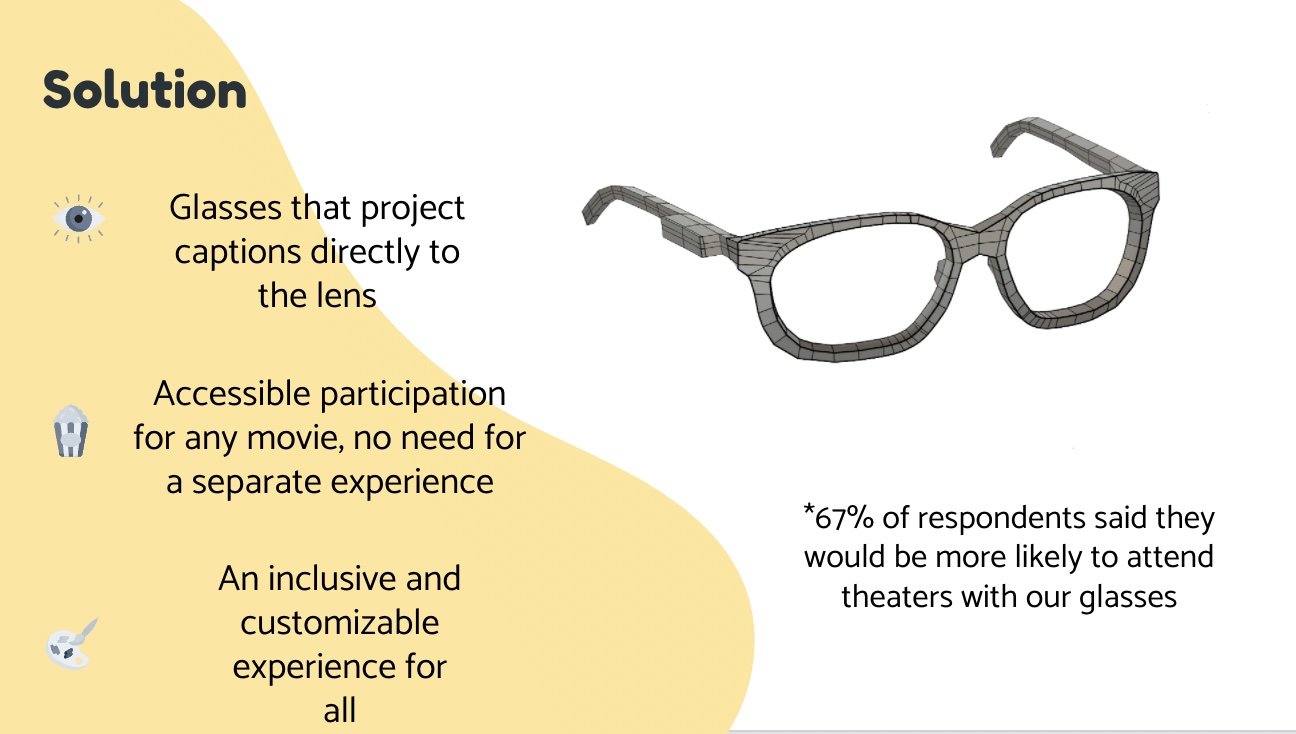 Solution
Glasses that project
captions directly to
the lens
Accessible participation
for any movie, no need for
a separate experience
An inclusive and
customizable
experience for
all
*67% of respondents said they
would be more likely to attend
theaters with our glasses